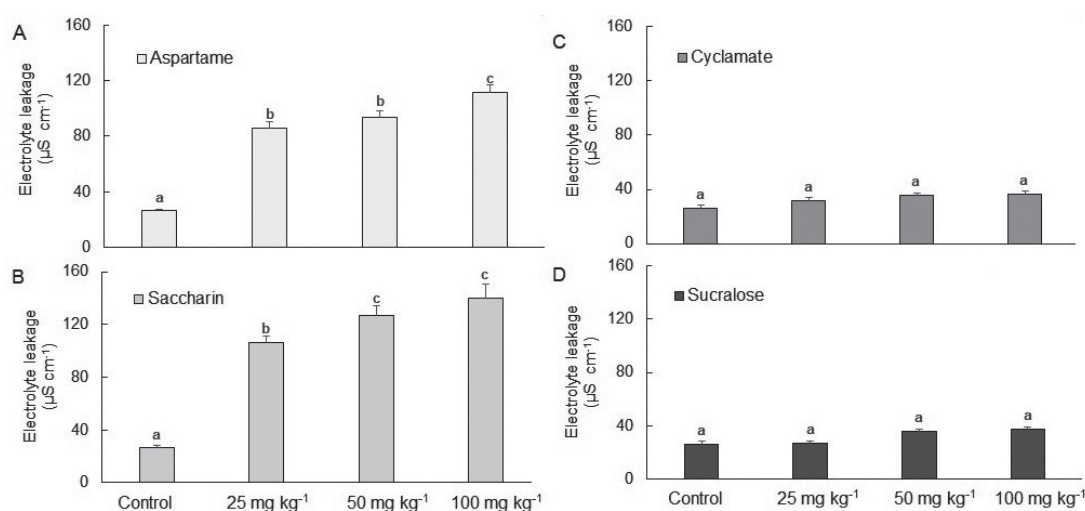 A
160
120
80
40
0
Electrolyte leakage
(µS cm⁻¹)
Aspartame
a
b
b
c
B
160
120
80
40
0
Electrolyte leakage
(µS cm⁻¹)
Saccharin
a
b
c
c
Control 25 mg kg⁻¹ 50 mg kg⁻¹ 100 mg kg⁻¹
C
160
120
80
40
0
Electrolyte leakage
(µS cm⁻¹)
Cyclamate
a
a
a
a
D
160
120
80
40
0
Electrolyte leakage
(µS cm⁻¹)
Sucralose
a
a
a
a
Control 25 mg kg⁻¹ 50 mg kg⁻¹ 100 mg kg⁻¹